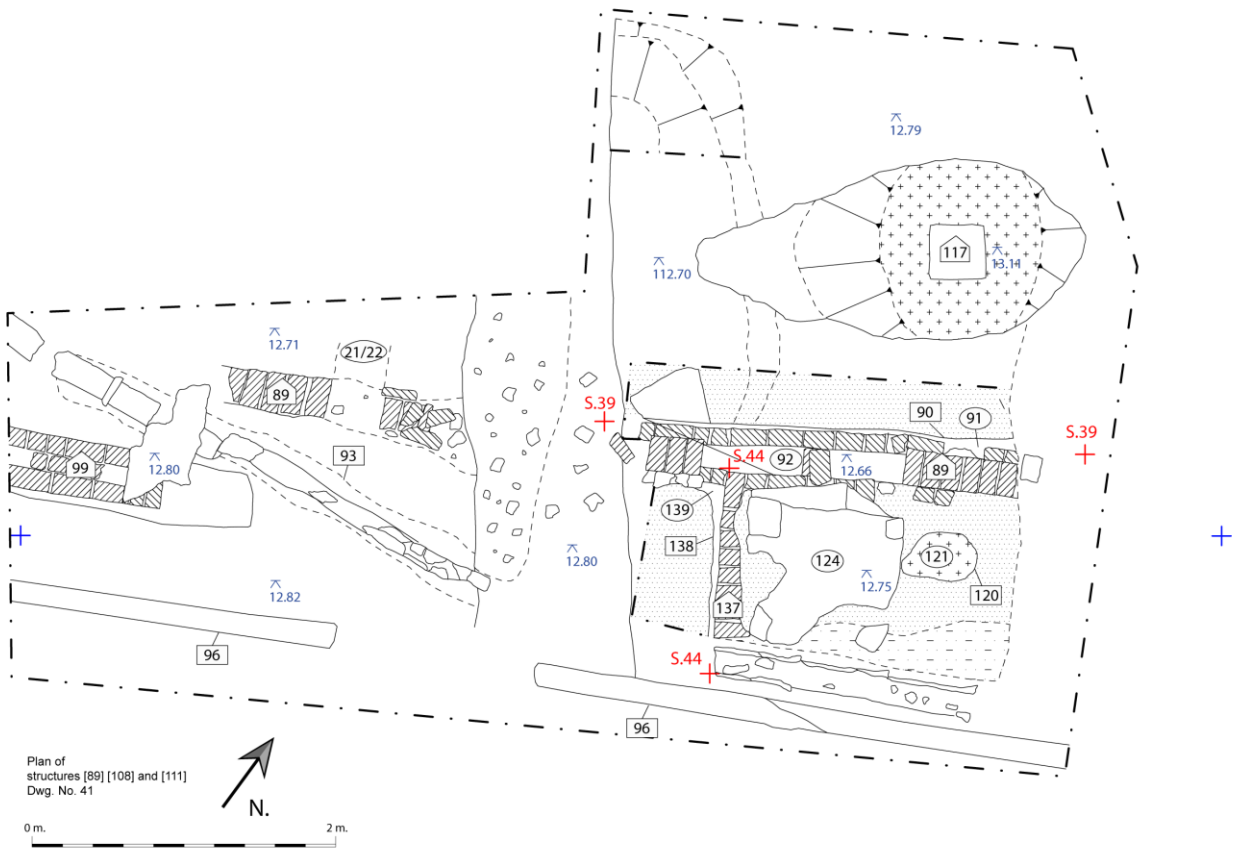 12.79
117
13.11
112.70
12.71
21/22
89
S.39
90
91
S.39
93
S.44
92
12.66
89
99
12.80
139
138
12.80
124
121
12.75
120
12.82
137
96
S.44
96
Plan of
structures [89] [108] and [111]
Dwg. No. 41
N.
0 m.
2 m.